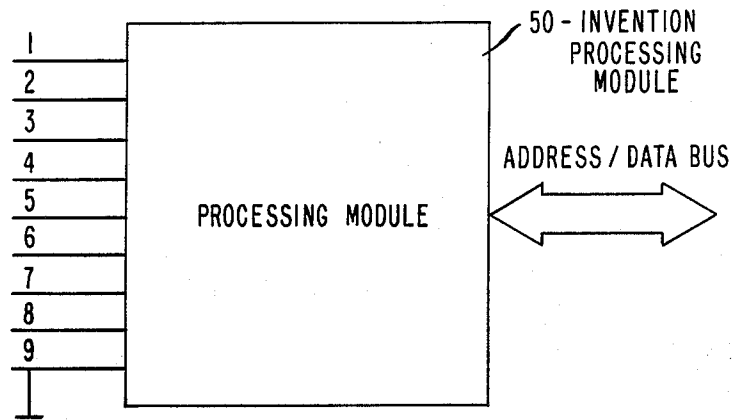 1
2
3
4
5
6
7
8
9
50 - INVENTION
PROCESSING
MODULE
ADDRESS / DATA BUS
PROCESSING MODULE